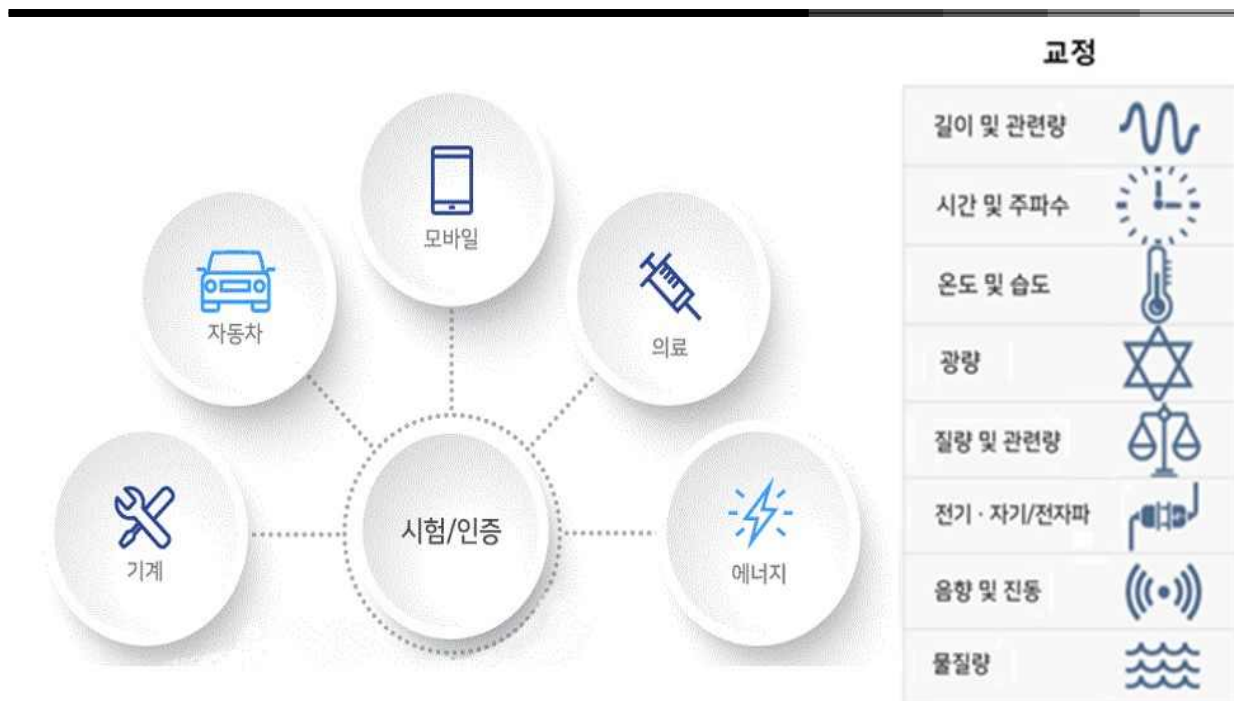 모바일
자동차
의료
기계
시험/인증
에너지
교정
길이 및 관련량
시간 및 주파수
온도 및 습도
광량
질량 및 관련량
전기 · 자기/전자파
음향 및 진동
물질량